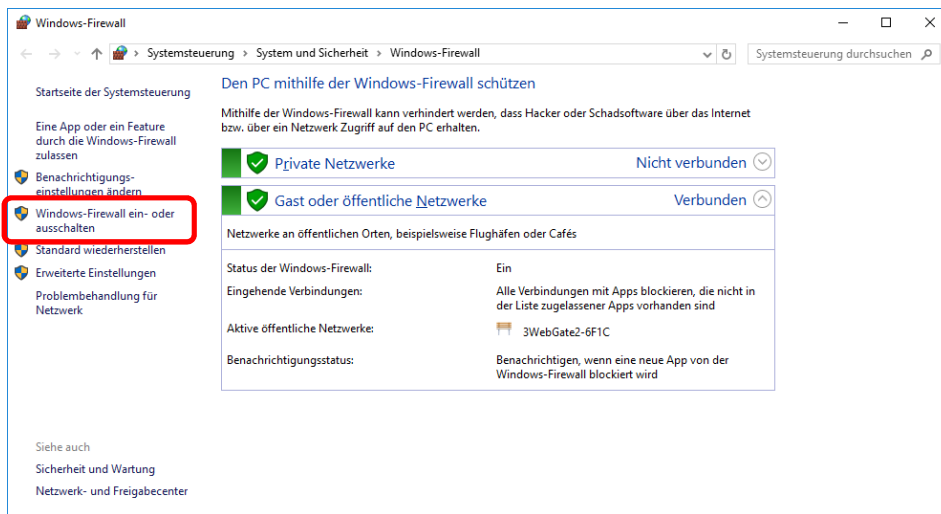 Windows-Firewall
Systemsteuerung › System und Sicherheit › Windows-Firewall
Systemsteuerung durchsuchen
Startseite der Systemsteuerung
Eine App oder ein Feature
durch die Windows-Firewall
zulassen
Benachrichtigungs-
einstellungen ändern
Windows-Firewall ein- oder
ausschalten
Standard wiederherstellen
Erweiterte Einstellungen
Problembehandlung für
Netzwerk
Siehe auch
Sicherheit und Wartung
Netzwerk- und Freigabecenter
Den PC mithilfe der Windows-Firewall schützen
Mithilfe der Windows-Firewall kann verhindert werden, dass Hacker oder Schadsoftware über das Internet
bzw. über ein Netzwerk Zugriff auf den PC erhalten.
Private Netzwerke Nicht verbunden
Gast oder öffentliche Netzwerke Verbunden
Netzwerke an öffentlichen Orten, beispielsweise Flughäfen oder Cafés
Status der Windows-Firewall: Ein
Eingehende Verbindungen: Alle Verbindungen mit Apps blockieren, die nicht in
der Liste zugelassener Apps vorhanden sind
Aktive öffentliche Netzwerke: 3WebGate2-6F1C
Benachrichtigungsstatus: Benachrichtigen, wenn eine neue App von der
Windows-Firewall blockiert wird